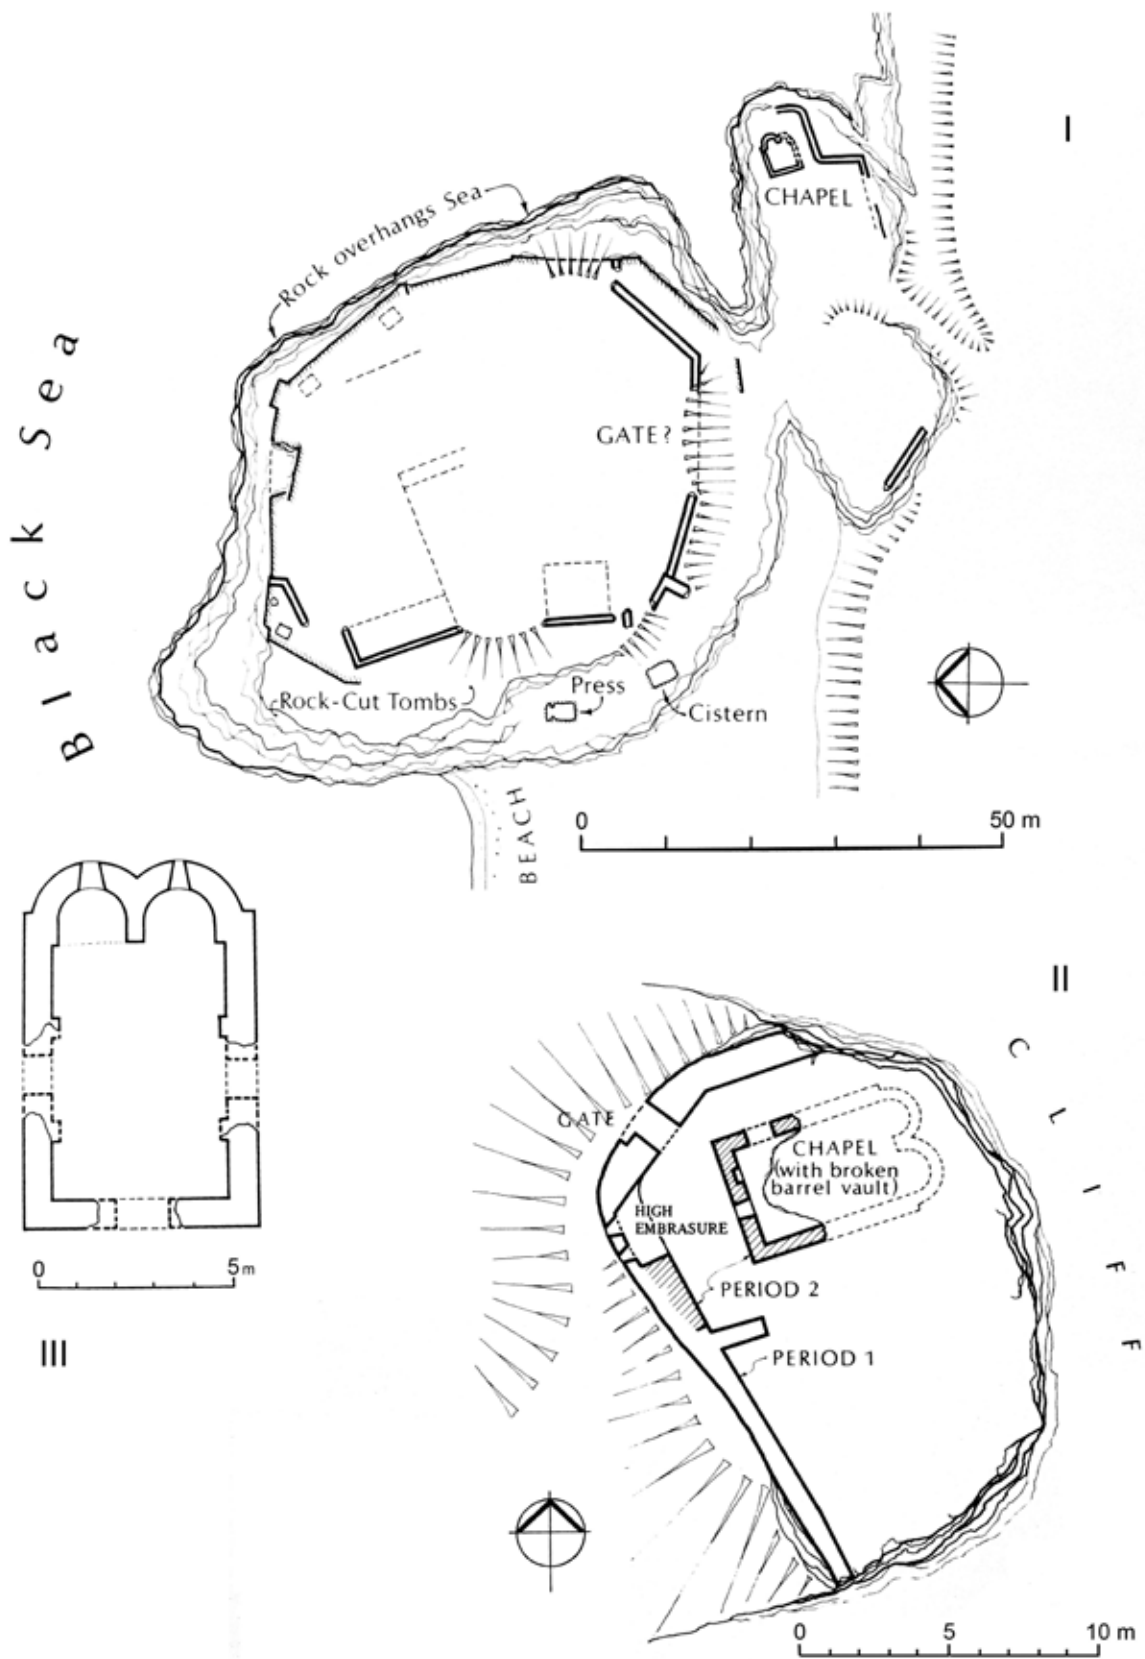 I
CHAPEL
Rock overhangs Sea
Black Sea
GATE?
Press
Rock-Cut Tombs
Cistern
0 50 m
BEACH
II
CLIFF
GATE
CHAPEL
(with broken
barrel vault)
HIGH
EMBRASURE
PERIOD 2
PERIOD 1
0 5m
III
0 5 10 m